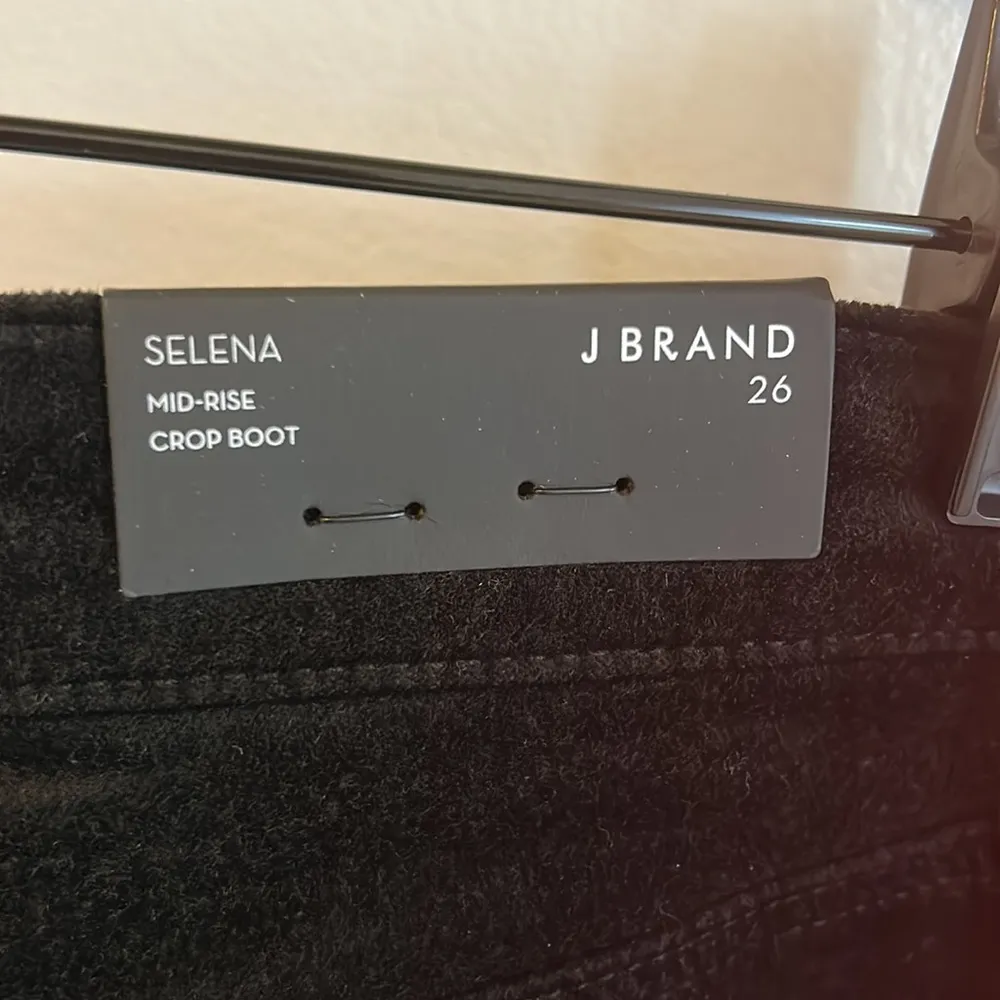 SELENA
MID-RISE
CROP BOOT
J BRAND
26